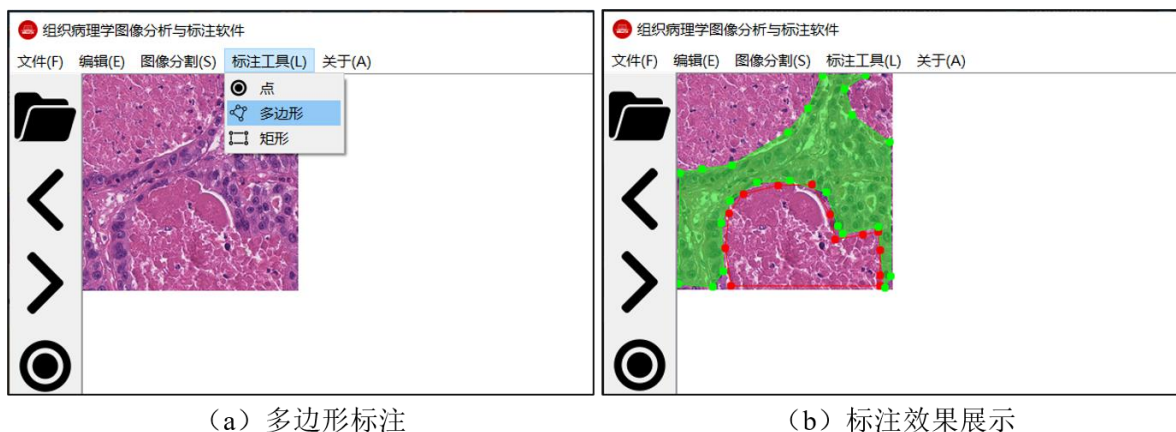 组织病理学图像分析与标注软件
文件(F) 编辑(E) 图像分割(S) 标注工具(L) 关于(A)
点
多边形
矩形
（a）多边形标注
组织病理学图像分析与标注软件
文件(F) 编辑(E) 图像分割(S) 标注工具(L) 关于(A)
（b）标注效果展示